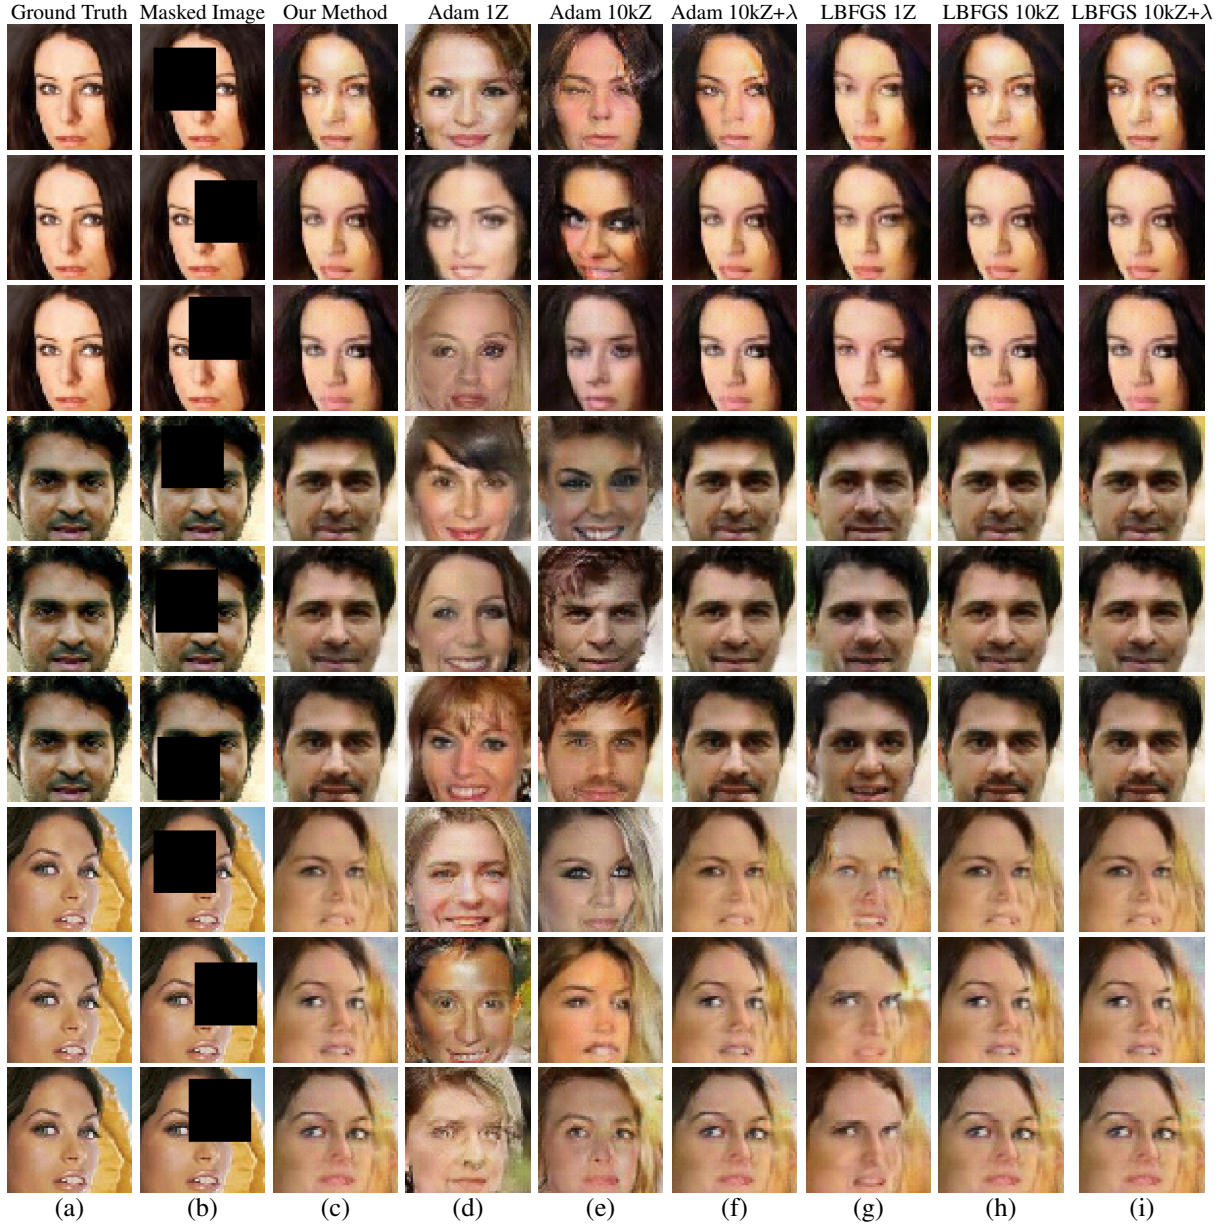 Ground Truth Masked Image Our Method Adam 1Z Adam 10kZ Adam 10kZ+λ LBFGS 1Z LBFGS 10kZ LBFGS 10kZ+λ
(a) (b) (c) (d) (e) (f) (g) (h) (i)